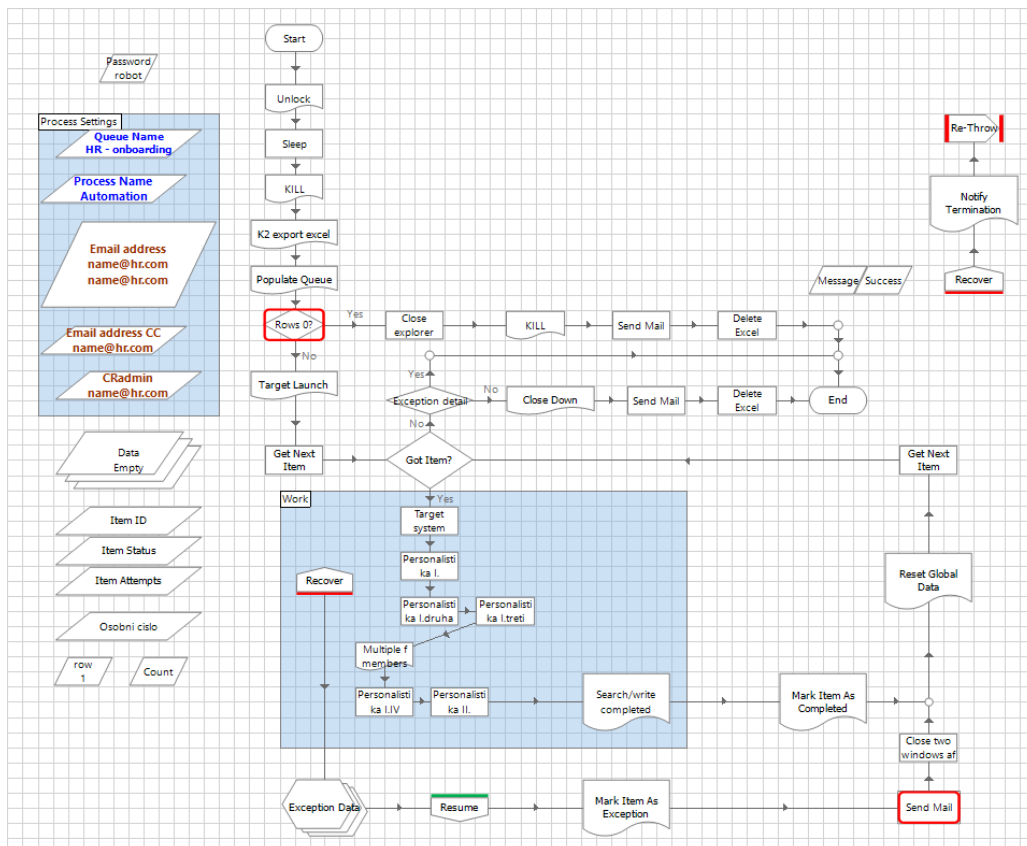 Start
Password
robot
Unlock
Process Settings
Queue Name
HR - onboarding
Sleep
Re-Throw
Process Name
Automation
KILL
Notify
Termination
K2 export excel
Email address
name@hr.com
name@hr.com
Populate Queue
Message
Success
Recover
Rows 0?
Yes
Close
explorer
KILL
Send Mail
Delete
Excel
Email address CC
name@hr.com
No
CRadmin
name@hr.com
Target Launch
Yes
Exception detail
No
Close Down
Send Mail
Delete
Excel
End
No
Data
Empty
Get Next
Item
Got Item?
Get Next
Item
Work
Yes
Item ID
Target
system
Item Status
Personalisti
ka I.
Item Attempts
Recover
Reset Global
Data
Osobni cislo
Personalisti
ka I.druha
Personalisti
ka I.treti
row
1
Count
Multiple f
members
Personalisti
ka I.IV
Personalisti
ka II.
Search/write
completed
Mark Item As
Completed
Close two
windows af
Exception Data
Resume
Mark Item As
Exception
Send Mail